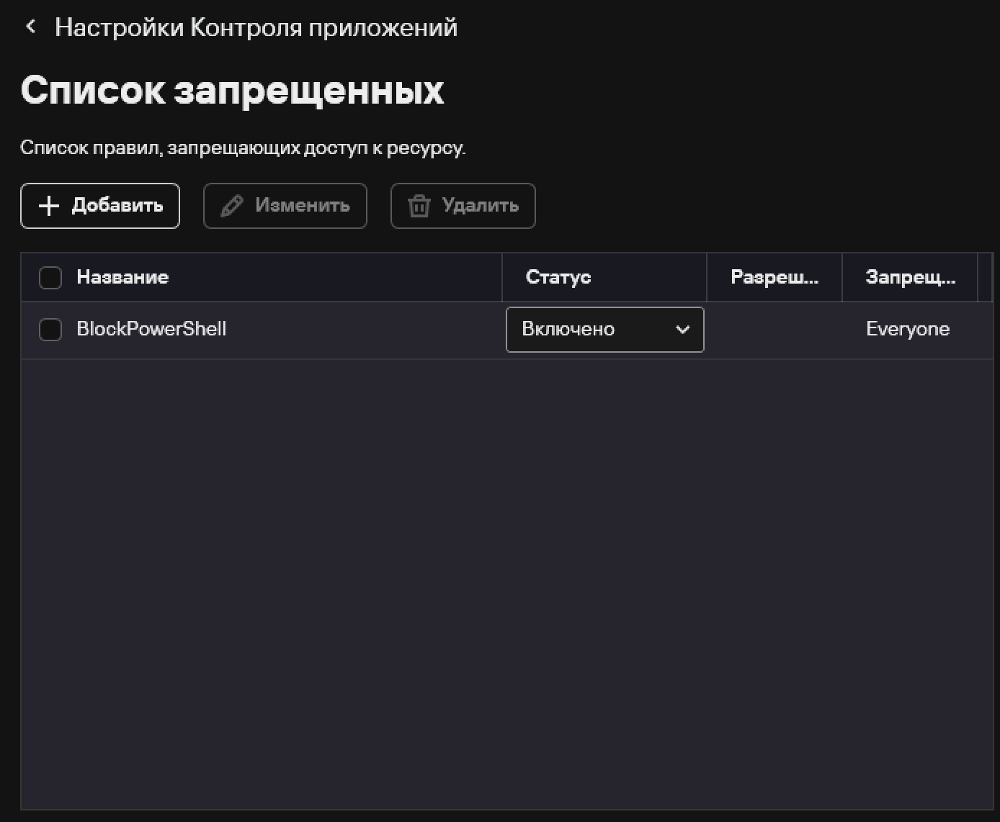 Настройки Контроля приложений
Список запрещенных
Список правил, запрещающих доступ к ресурсу.
Добавить Изменить Удалить
Название Статус Разреш... Запрещ...
BlockPowerShell Включено Everyone